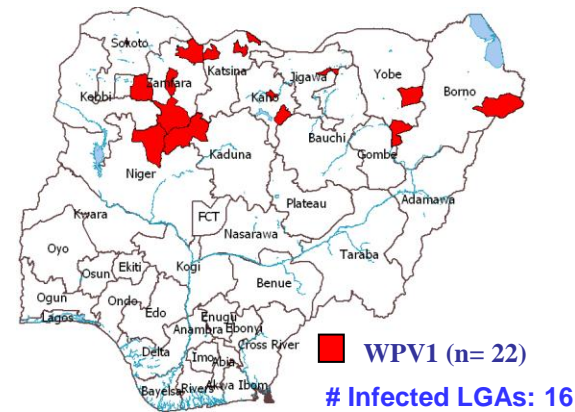 Sokoto
Katsina
Jigawa
Yobe
Borno
Zamfara
Kebbi
Kano
Bauchi
Gombe
Kaduna
Niger
Adamawa
Plateau
FCT
Kwara
Nasarawa
Taraba
Oyo
Kogi
Ekiti
Osun
Benue
Ogun
Ondo
Edo
Lagos
Enugu
Anambra
Ebonyi
Cross River
Delta
Imo
Abia
Bayelsa
Rivers
Akwa Ibom
WPV1 (n= 22)
# Infected LGAs: 16